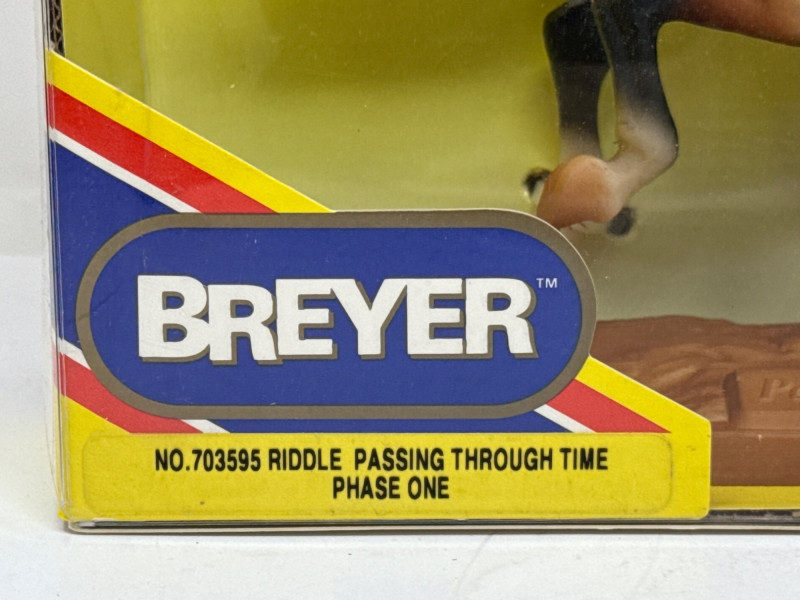 BREYER™
NO.703595 RIDDLE PASSING THROUGH TIME
PHASE ONE